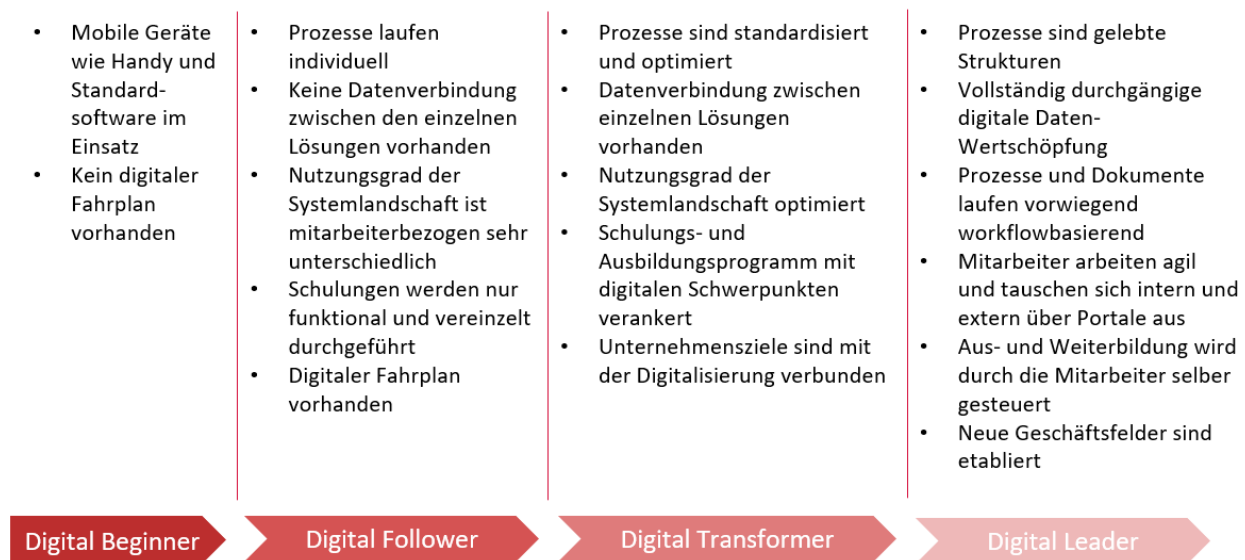 • Mobile Geräte
wie Handy und
Standard-
software im
Einsatz
• Kein digitaler
Fahrplan
vorhanden
• Prozesse laufen
individuell
• Keine Datenverbindung
zwischen den einzelnen
Lösungen vorhanden
• Nutzungsgrad der
Systemlandschaft ist
mitarbeiterbezogen sehr
unterschiedlich
• Schulungen werden nur
funktional und vereinzelt
durchgeführt
• Digitaler Fahrplan
vorhanden
• Prozesse sind standardisiert
und optimiert
• Datenverbindung zwischen
einzelnen Lösungen
vorhanden
• Nutzungsgrad der
Systemlandschaft optimiert
• Schulungs- und
Ausbildungsprogramm mit
digitalen Schwerpunkten
verankert
• Unternehmensziele sind mit
der Digitalisierung verbunden
• Prozesse sind gelebte
Strukturen
• Vollständig durchgängige
digitale Daten-
Wertschöpfung
• Prozesse und Dokumente
laufen vorwiegend
workflowbasierend
• Mitarbeiter arbeiten agil
und tauschen sich intern und
extern über Portale aus
• Aus- und Weiterbildung wird
durch die Mitarbeiter selber
gesteuert
• Neue Geschäftsfelder sind
etabliert
Digital Beginner
Digital Follower
Digital Transformer
Digital Leader